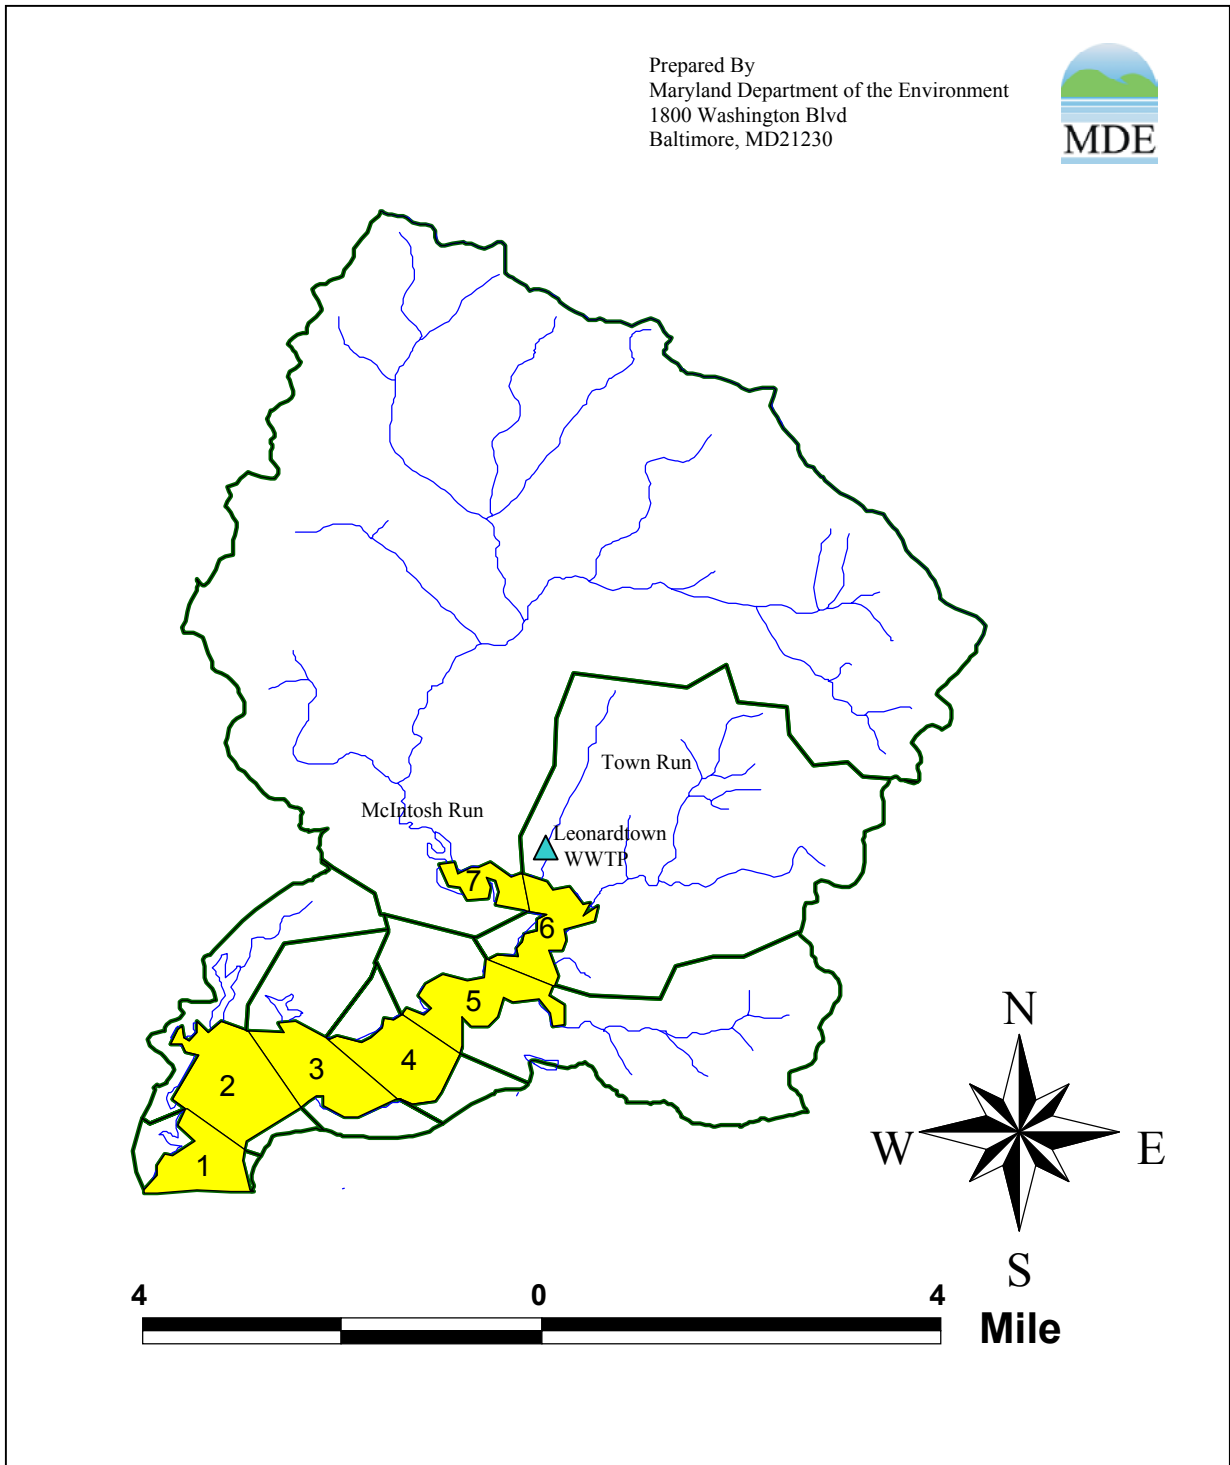 Prepared By
Maryland Department of the Environment
1800 Washington Blvd
Baltimore, MD21230
MDE
Town Run
McIntosh Run
Leonardtown
WWTP
7
6
5
4
3
2
1
N
W
E
S
4 0 4
Mile